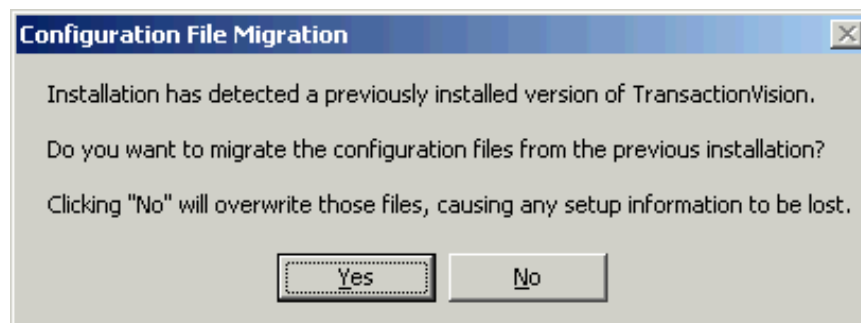 Configuration File Migration
Installation has detected a previously installed version of TransactionVision.
Do you want to migrate the configuration files from the previous installation?
Clicking "No" will overwrite those files, causing any setup information to be lost.
Yes
No